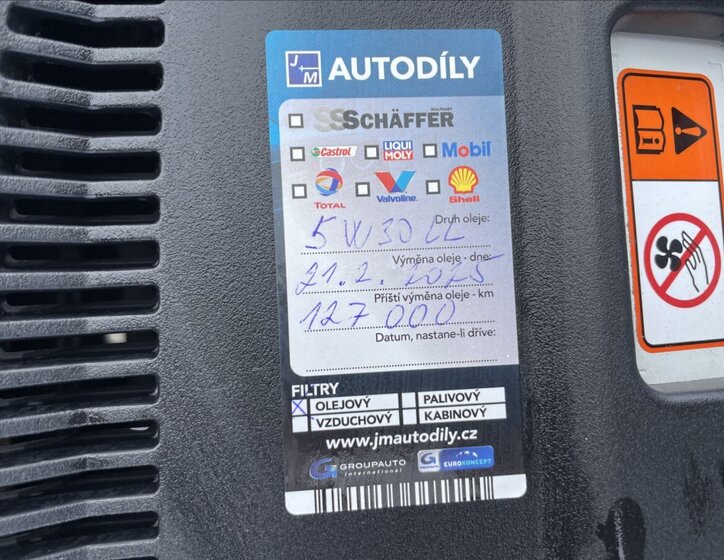 J M AUTODÍLY
WULFRART
SCHÄFFER
Castrol LIQUI MOLY Mobil
TOTAL Valvoline. Shell
Druh oleje:
5W30 LL
Výměna oleje - dne:
21.2.2025
Příští výměna oleje - km
127 000
Datum, nastane-li dříve:
FILTRY
X OLEJOVÝ PALIVOVÝ
VZDUCHOVÝ KABINOVÝ
www.jmautodily.cz
GROUPAUTO International
EUROKONCEPT